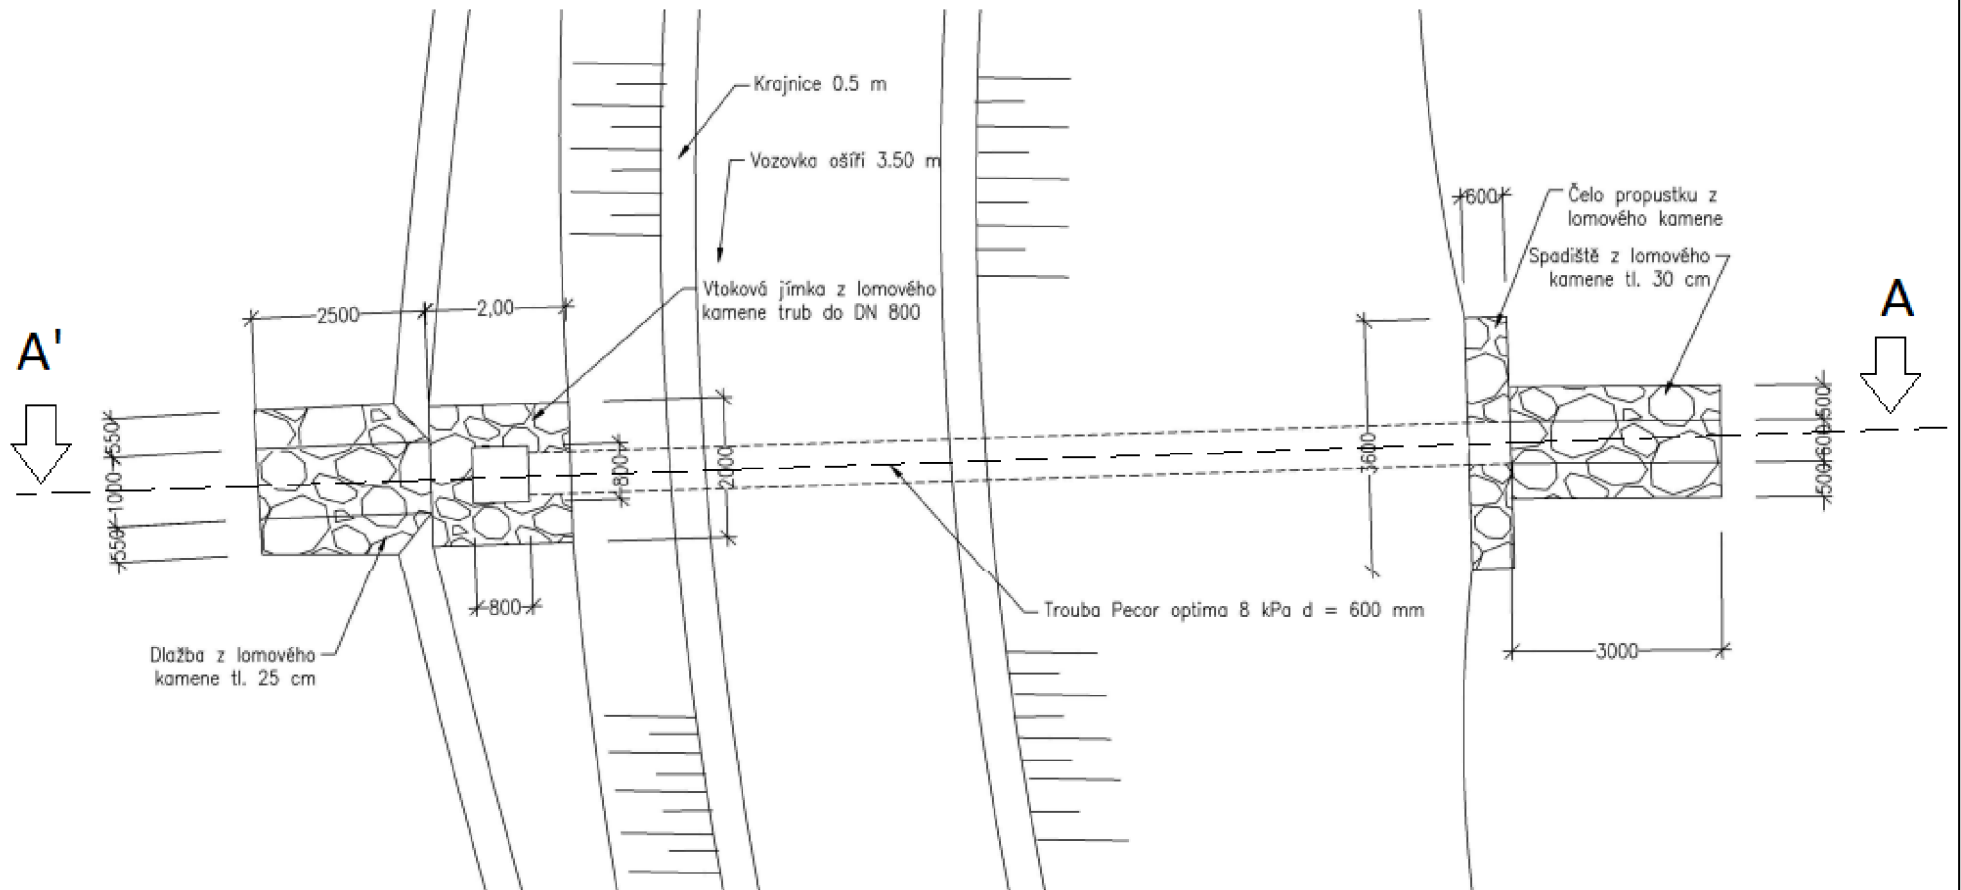 Krajnice 0.5 m
Vozovka ošíři 3.50 m
600
Čelo propustku z
lomového kamene
Spadiště z lomového
kamene tl. 30 cm
A
Vtoková jímka z lomového
kamene trub do DN 800
2500
2,00
A'
550
1000
550
800
2000
3600
500
600
500
800
Trouba Pecor optima 8 kPa d = 600 mm
3000
Dlažba z lomového
kamene tl. 25 cm